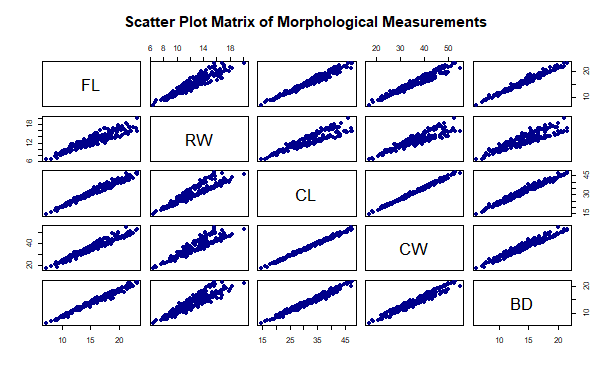 Scatter Plot Matrix of Morphological Measurements
6 8 10 14 18
20 30 40 50
FL
10 20
6 12 18
RW
CL
15 25 35 45
20 40
CW
BD
10 20
10 15 20
15 25 35 45
10 15 20